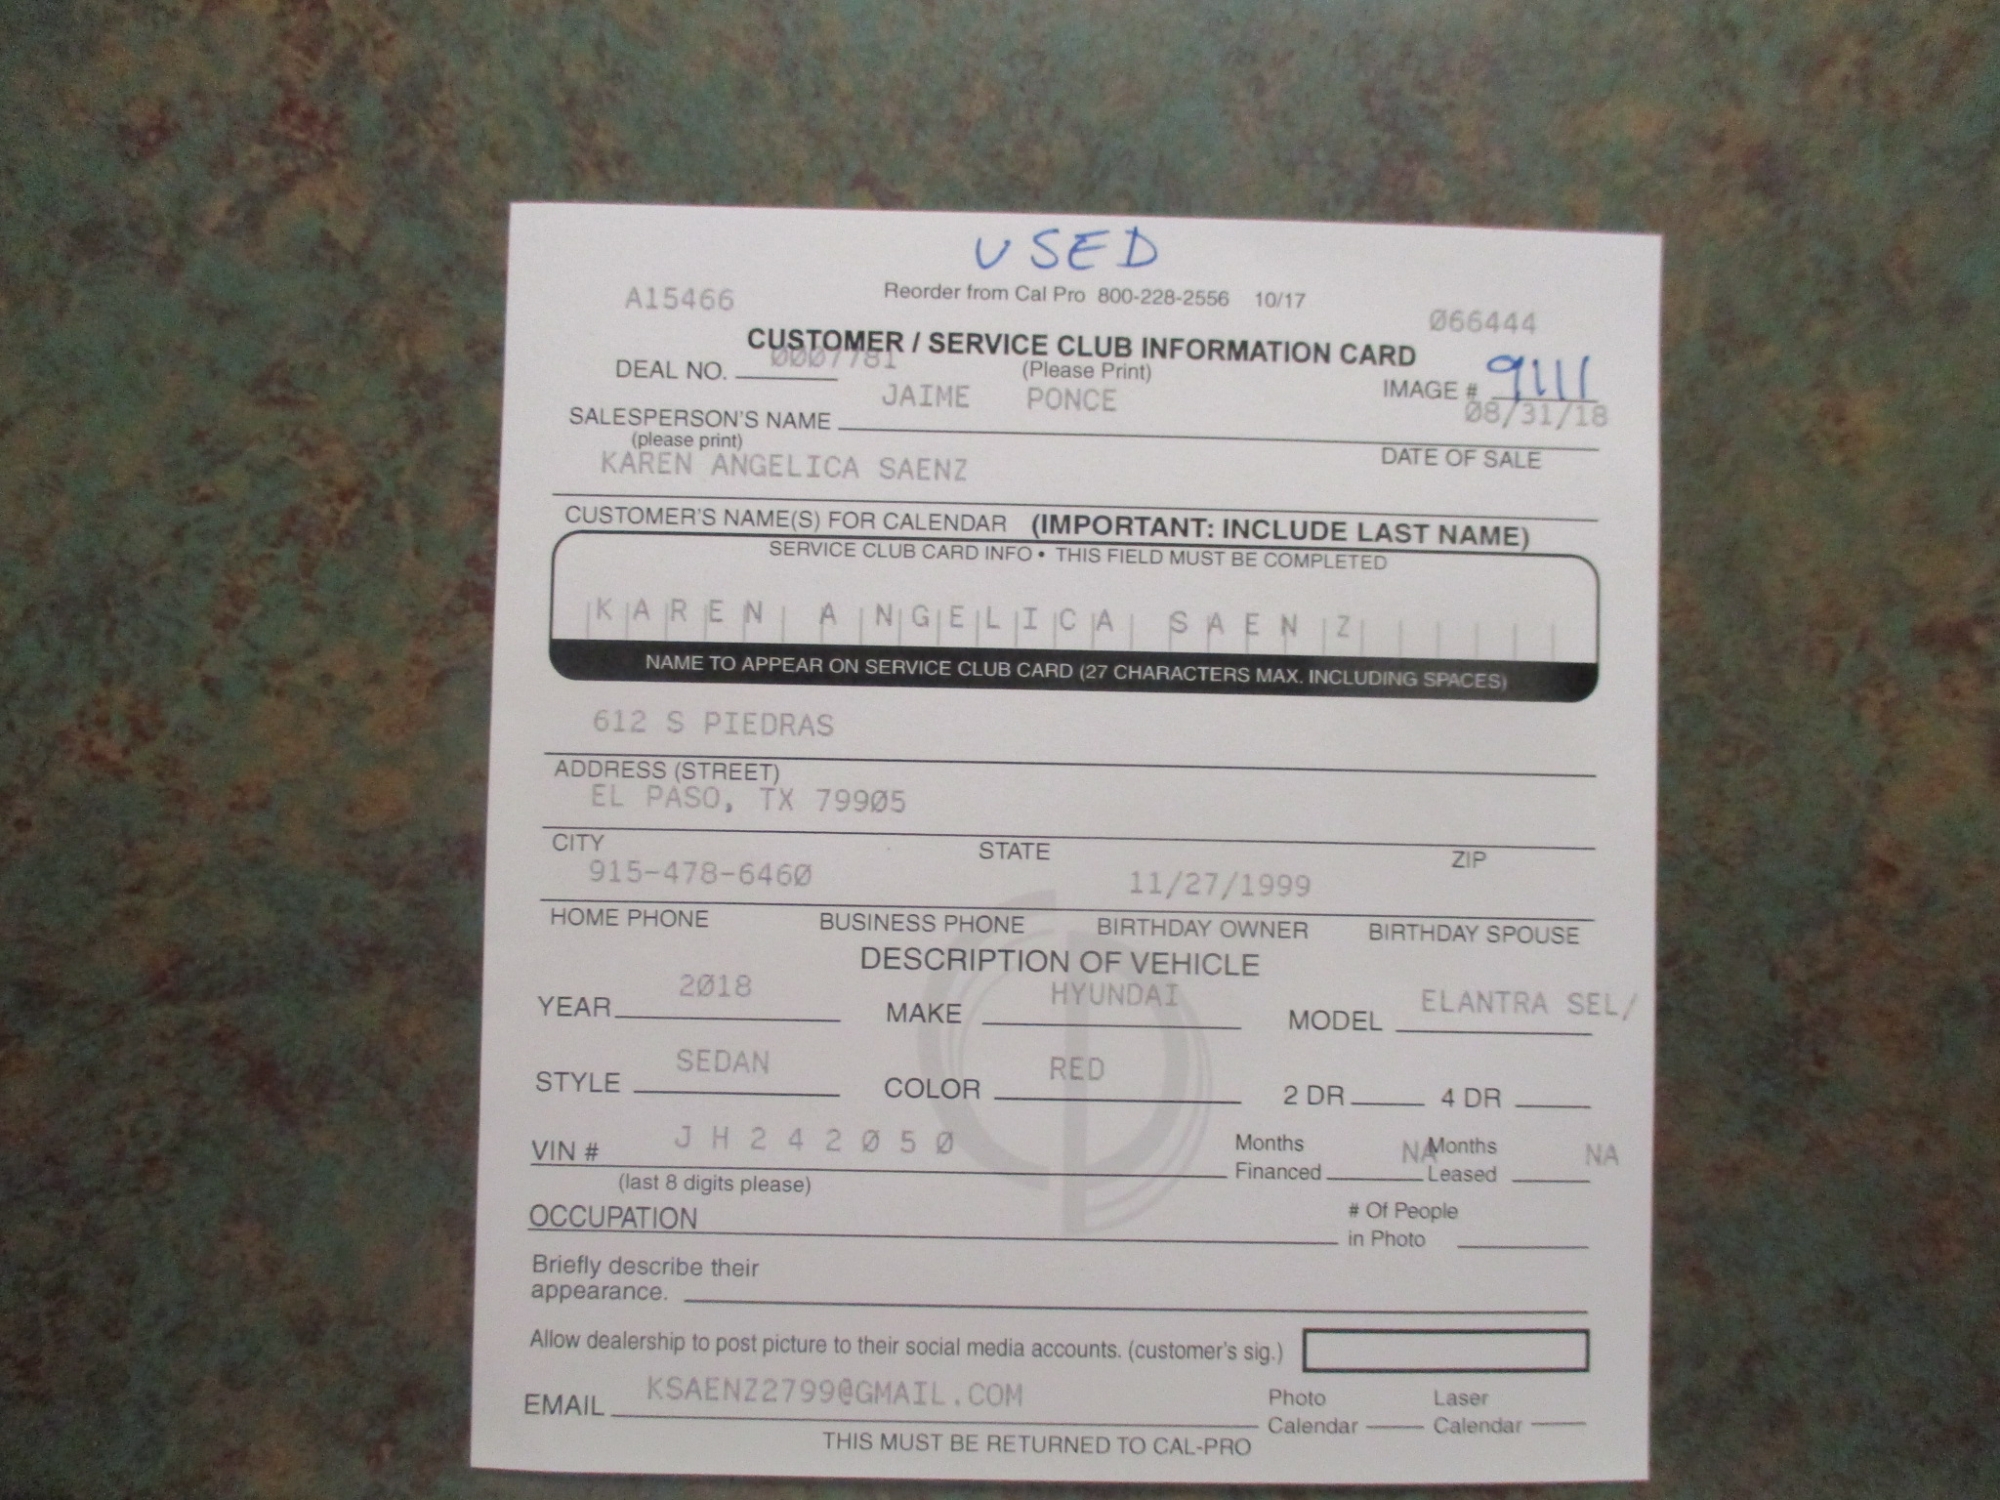 USED
Reorder from Cal Pro 800-228-2556 10/17
A15466
Ø66444
CUSTOMER / SERVICE CLUB INFORMATION CARD
DEAL NO. ØØØ7781
(Please Print)
IMAGE # 9111
SALESPERSON'S NAME JAIME PONCE
Ø8/31/18
(please print)
DATE OF SALE
KAREN ANGELICA SAENZ
CUSTOMER'S NAME(S) FOR CALENDAR (IMPORTANT: INCLUDE LAST NAME)
SERVICE CLUB CARD INFO • THIS FIELD MUST BE COMPLETED
KAREN ANGELICA SAENZ
NAME TO APPEAR ON SERVICE CLUB CARD (27 CHARACTERS MAX. INCLUDING SPACES)
612 S PIEDRAS
ADDRESS (STREET)
EL PASO, TX 799Ø5
CITY STATE ZIP
915-478-646Ø 11/27/1999
HOME PHONE BUSINESS PHONE BIRTHDAY OWNER BIRTHDAY SPOUSE
DESCRIPTION OF VEHICLE
YEAR 2Ø18 MAKE HYUNDAI MODEL ELANTRA SEL/
STYLE SEDAN COLOR RED 2 DR 4 DR
VIN # JH242Ø5Ø Months Financed NA Months Leased NA
(last 8 digits please)
OCCUPATION # Of People in Photo
Briefly describe their
appearance.
Allow dealership to post picture to their social media accounts. (customer's sig.)
EMAIL KSAENZ2799@GMAIL.COM Photo Calendar Laser Calendar
THIS MUST BE RETURNED TO CAL-PRO